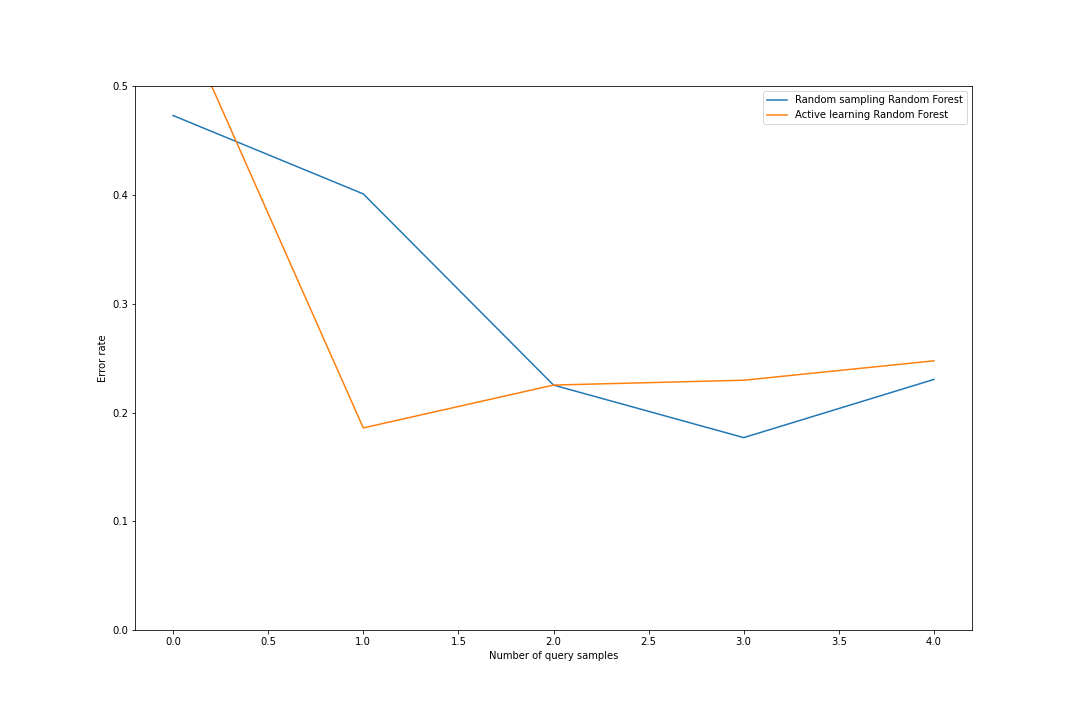 Random sampling Random Forest
Active learning Random Forest
0.5
0.4
0.3
0.2
0.1
0.0
Error rate
0.0 0.5 1.0 1.5 2.0 2.5 3.0 3.5 4.0
Number of query samples